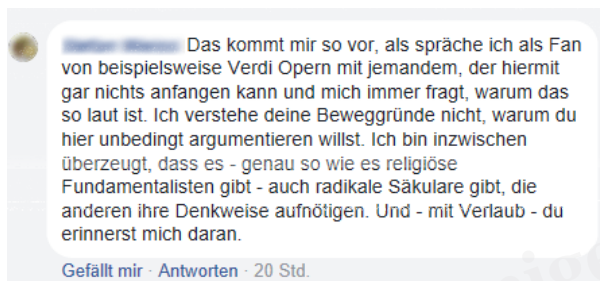 Das kommt mir so vor, als spräche ich als Fan
von beispielsweise Verdi Opern mit jemandem, der hiermit
gar nichts anfangen kann und mich immer fragt, warum das
so laut ist. Ich verstehe deine Beweggründe nicht, warum du
hier unbedingt argumentieren willst. Ich bin inzwischen
überzeugt, dass es - genau so wie es religiöse
Fundamentalisten gibt - auch radikale Säkulare gibt, die
anderen ihre Denkweise aufnötigen. Und - mit Verlaub - du
erinnerst mich daran.
Gefällt mir · Antworten · 20 Std.